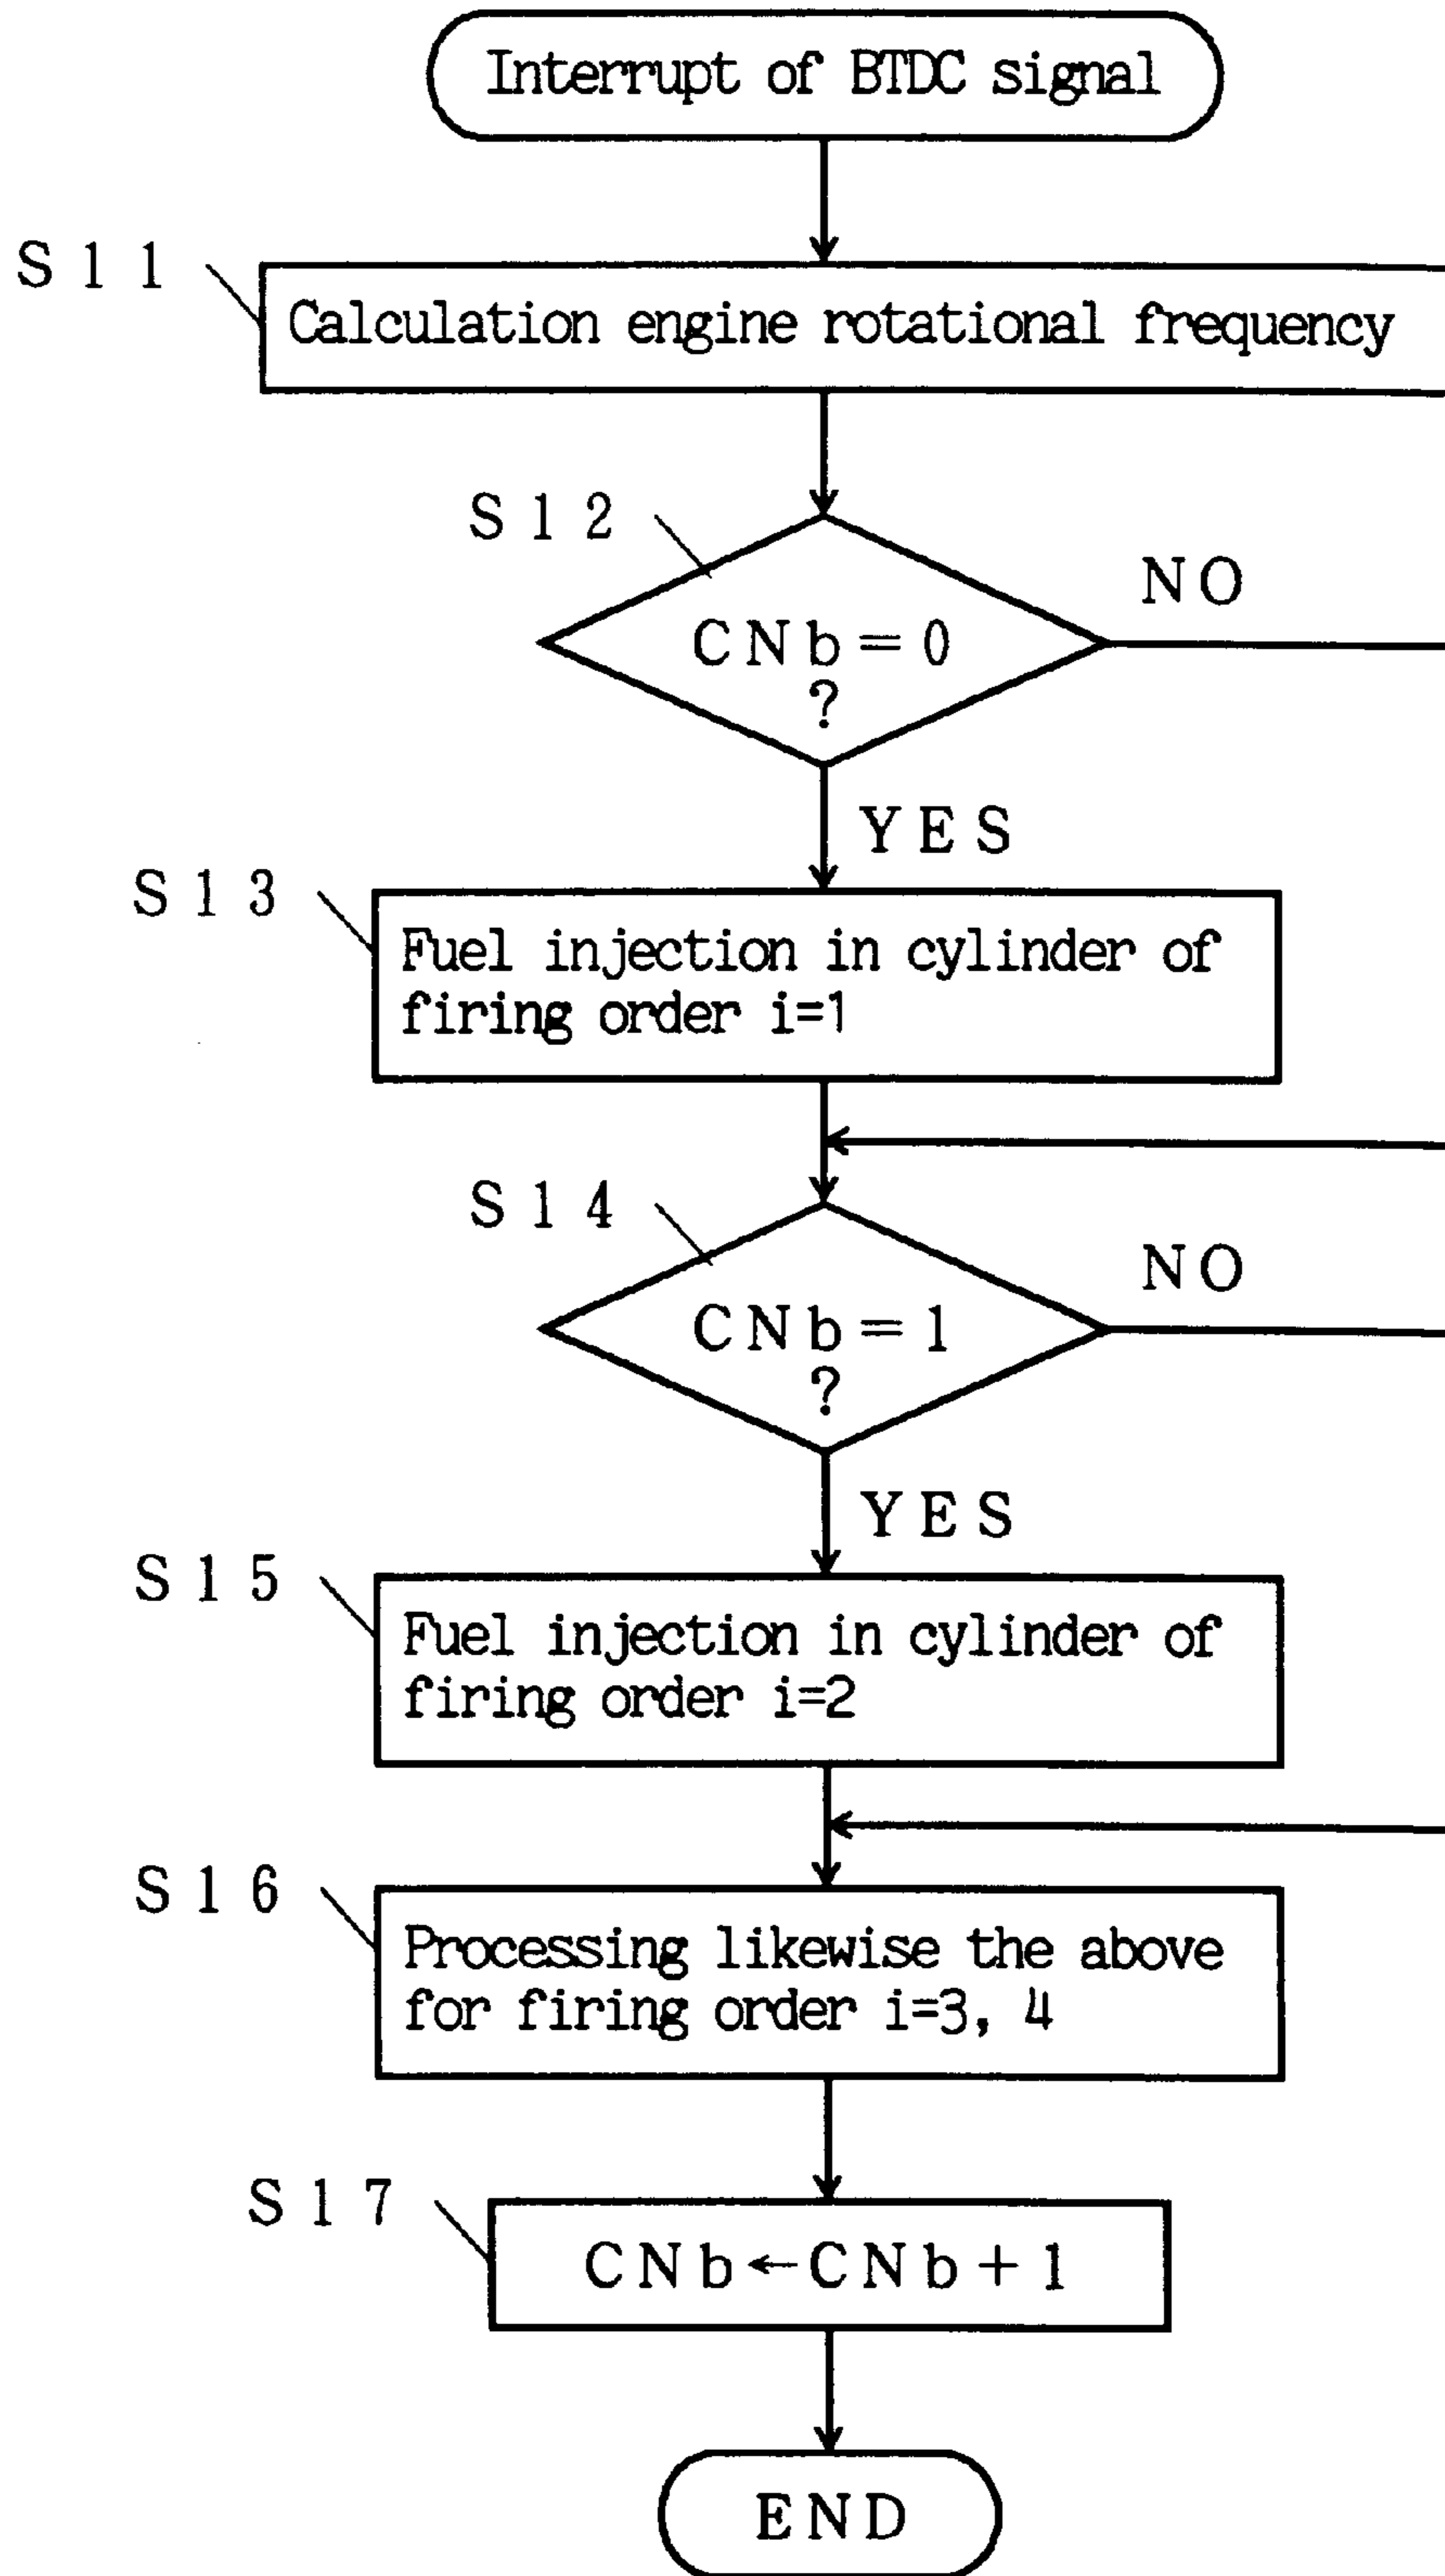 Interrupt of BTDC signal
S11
Calculation engine rotational frequency
S12
CNb=0
?
NO
YES
S13
Fuel injection in cylinder of
firing order i=1
S14
CNb=1
?
NO
YES
S15
Fuel injection in cylinder of
firing order i=2
S16
Processing likewise the above
for firing order i=3, 4
S17
CNb←CNb+1
END